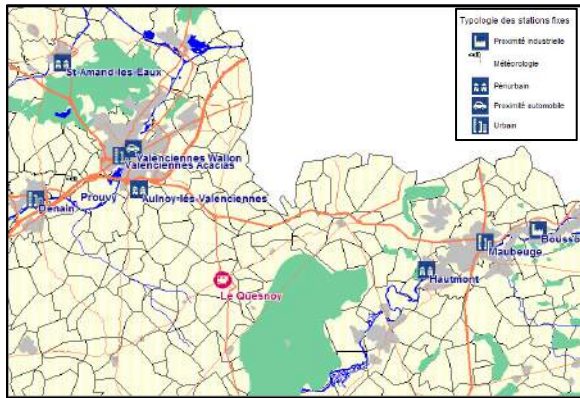 Typologie des stations fixes
Proximité industrielle
Météorologie
Périurbain
Proximité automobile
Urbain
St-Amand-les-Eaux
Valenciennes Wallon
Valenciennes Acacias
Prouvy
Aulnoy-lès-Valenciennes
Denain
Bousso
Maubeuge
Hautmont
Le Quesnoy